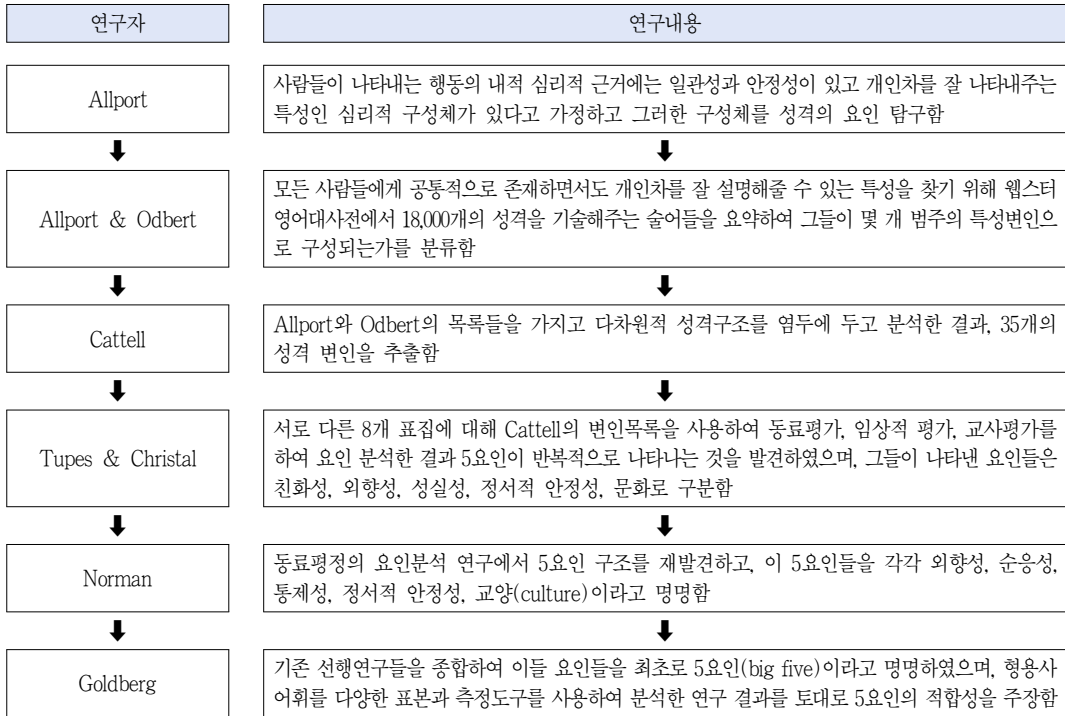 연구자
연구내용
Allport
사람들이 나타내는 행동의 내적 심리적 근거에는 일관성과 안정성이 있고 개인차를 잘 나타내주는
특성인 심리적 구성체가 있다고 가정하고 그러한 구성체를 성격의 요인 탐구함
Allport & Odbert
모든 사람들에게 공통적으로 존재하면서도 개인차를 잘 설명해줄 수 있는 특성을 찾기 위해 웹스터
영어대사전에서 18,000개의 성격을 기술해주는 술어들을 요약하여 그들이 몇 개 범주의 특성변인으
로 구성되는가를 분류함
Cattell
Allport와 Odbert의 목록들을 가지고 다차원적 성격구조를 염두에 두고 분석한 결과, 35개의
성격 변인을 추출함
Tupes & Christal
서로 다른 8개 표집에 대해 Cattell의 변인목록을 사용하여 동료평가, 임상적 평가, 교사평가를
하여 요인 분석한 결과 5요인이 반복적으로 나타나는 것을 발견하였으며, 그들이 나타낸 요인들은
친화성, 외향성, 성실성, 정서적 안정성, 문화로 구분함
Norman
동료평정의 요인분석 연구에서 5요인 구조를 재발견하고, 이 5요인들을 각각 외향성, 순응성,
통제성, 정서적 안정성, 교양(culture)이라고 명명함
Goldberg
기존 선행연구들을 종합하여 이들 요인들을 최초로 5요인(big five)이라고 명명하였으며, 형용사
어휘를 다양한 표본과 측정도구를 사용하여 분석한 연구 결과를 토대로 5요인의 적합성을 주장함